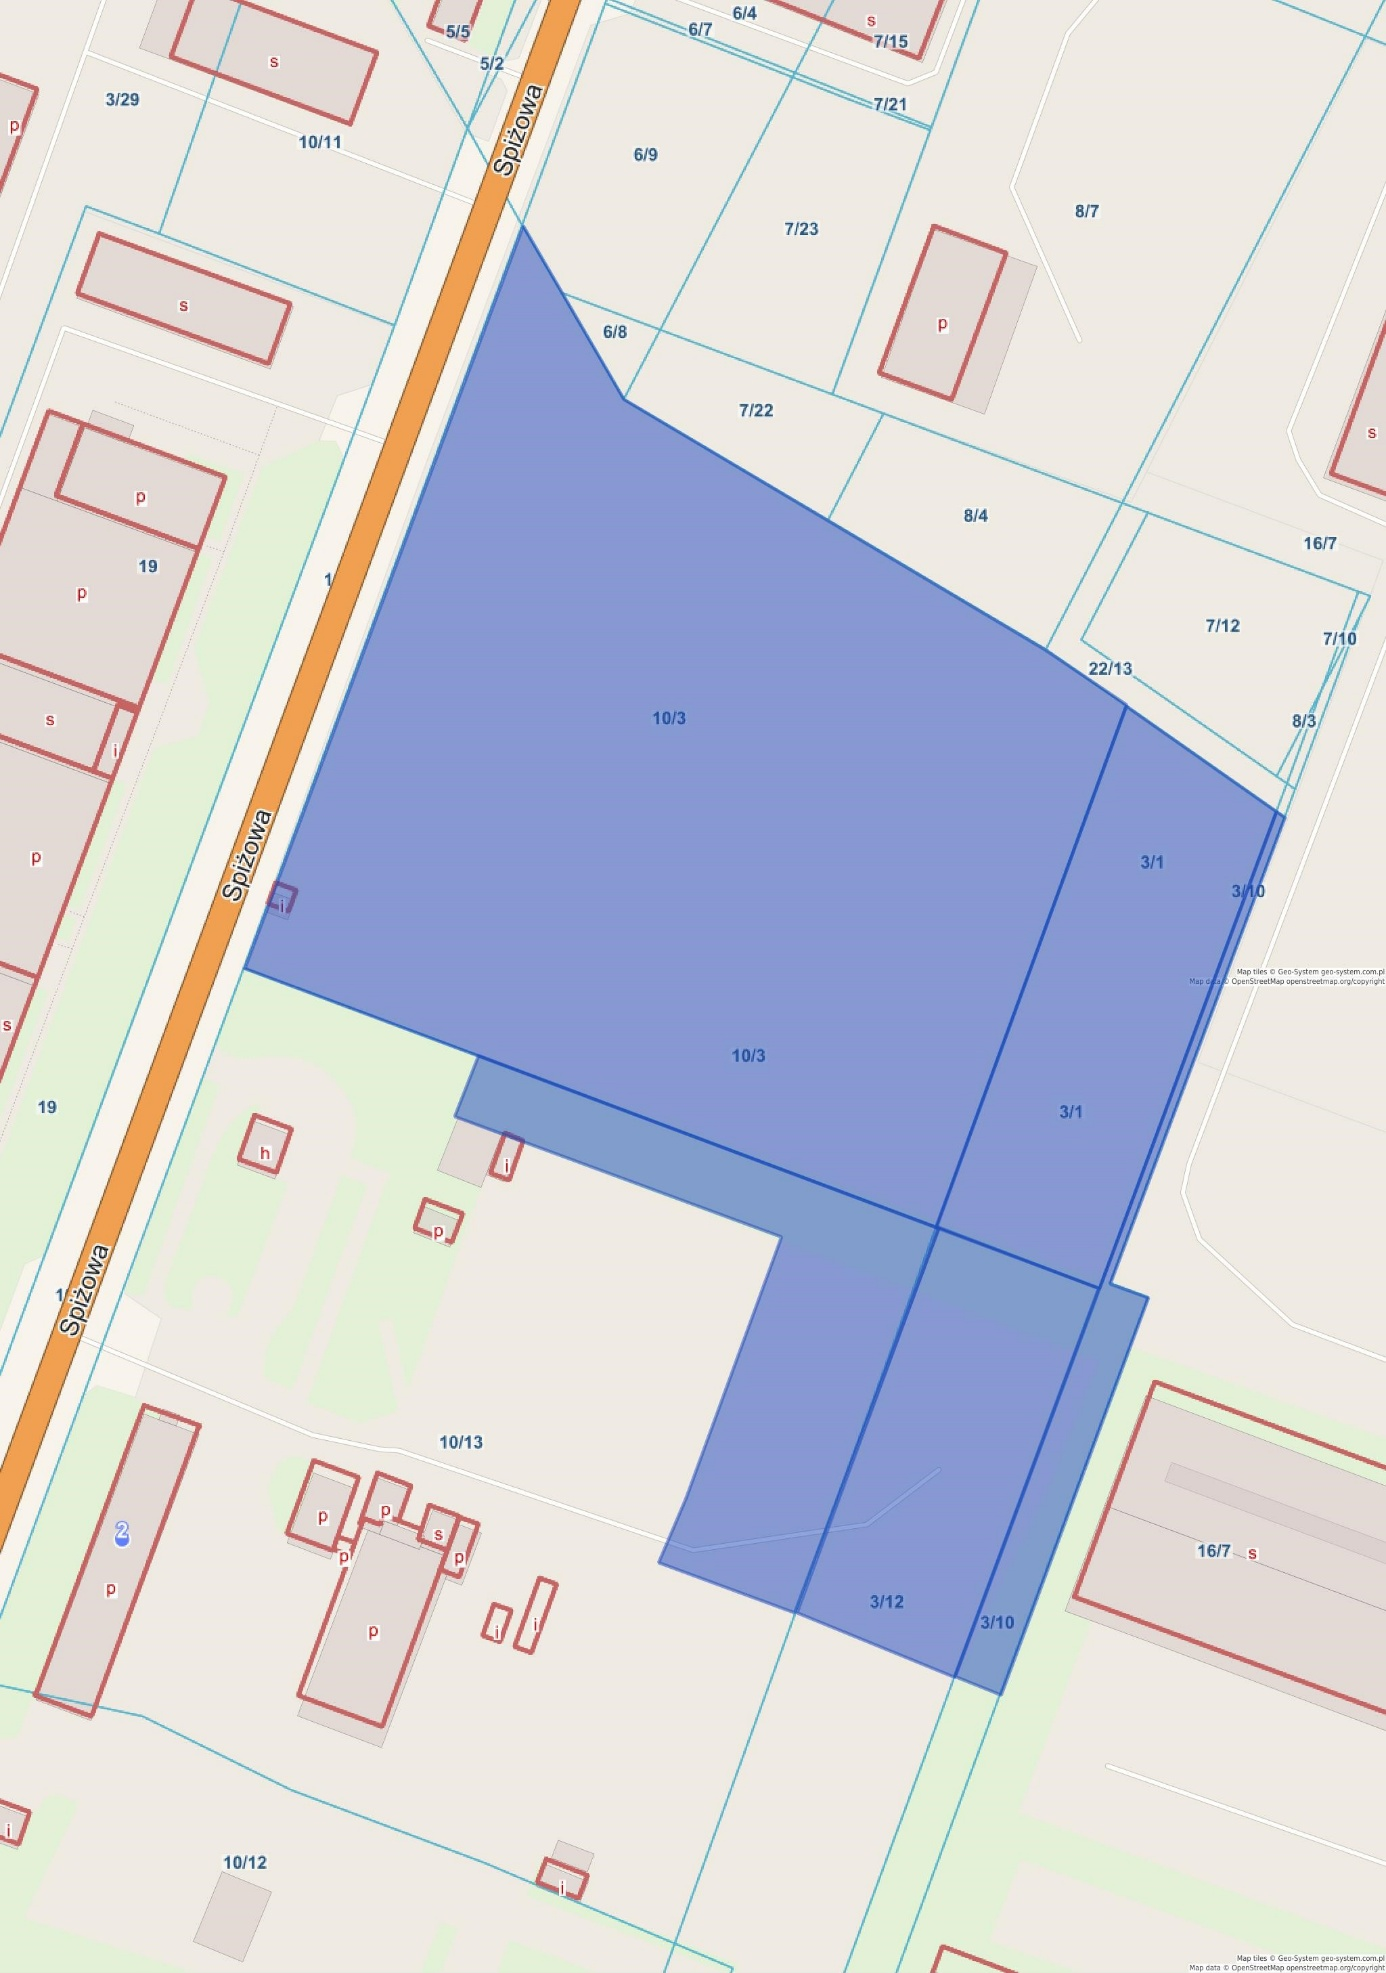 6/4
s
7/15
5/5
6/7
5/2
s
3/29
7/21
p
10/11
Spiżowa
6/9
8/7
7/23
s
p
6/8
7/22
s
p
8/4
16/7
19
1
p
7/12
7/10
22/13
s
10/3
8/3
i
p
3/1
Spiżowa
3/10
i
Map tiles © Geo-System geo-system.com.pl
Map data © OpenStreetMap openstreetmap.org/copyright
s
10/3
19
3/1
h
i
p
Spiżowa
10/13
p
p
2
s
16/7
s
p
p
p
3/12
3/10
i
i
p
i
10/12
i
Map tiles © Geo-System geo-system.com.pl
Map data © OpenStreetMap openstreetmap.org/copyright